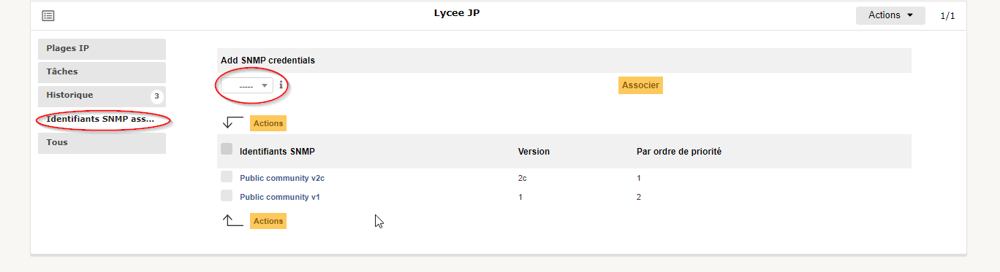 Lycee JP
Actions
1/1
Plages IP
Tâches
Historique
3
Identifiants SNMP ass...
Tous
Add SNMP credentials
-----
i
Associer
Actions
Identifiants SNMP Version Par ordre de priorité
Public community v2c 2c 1
Public community v1 1 2
Actions